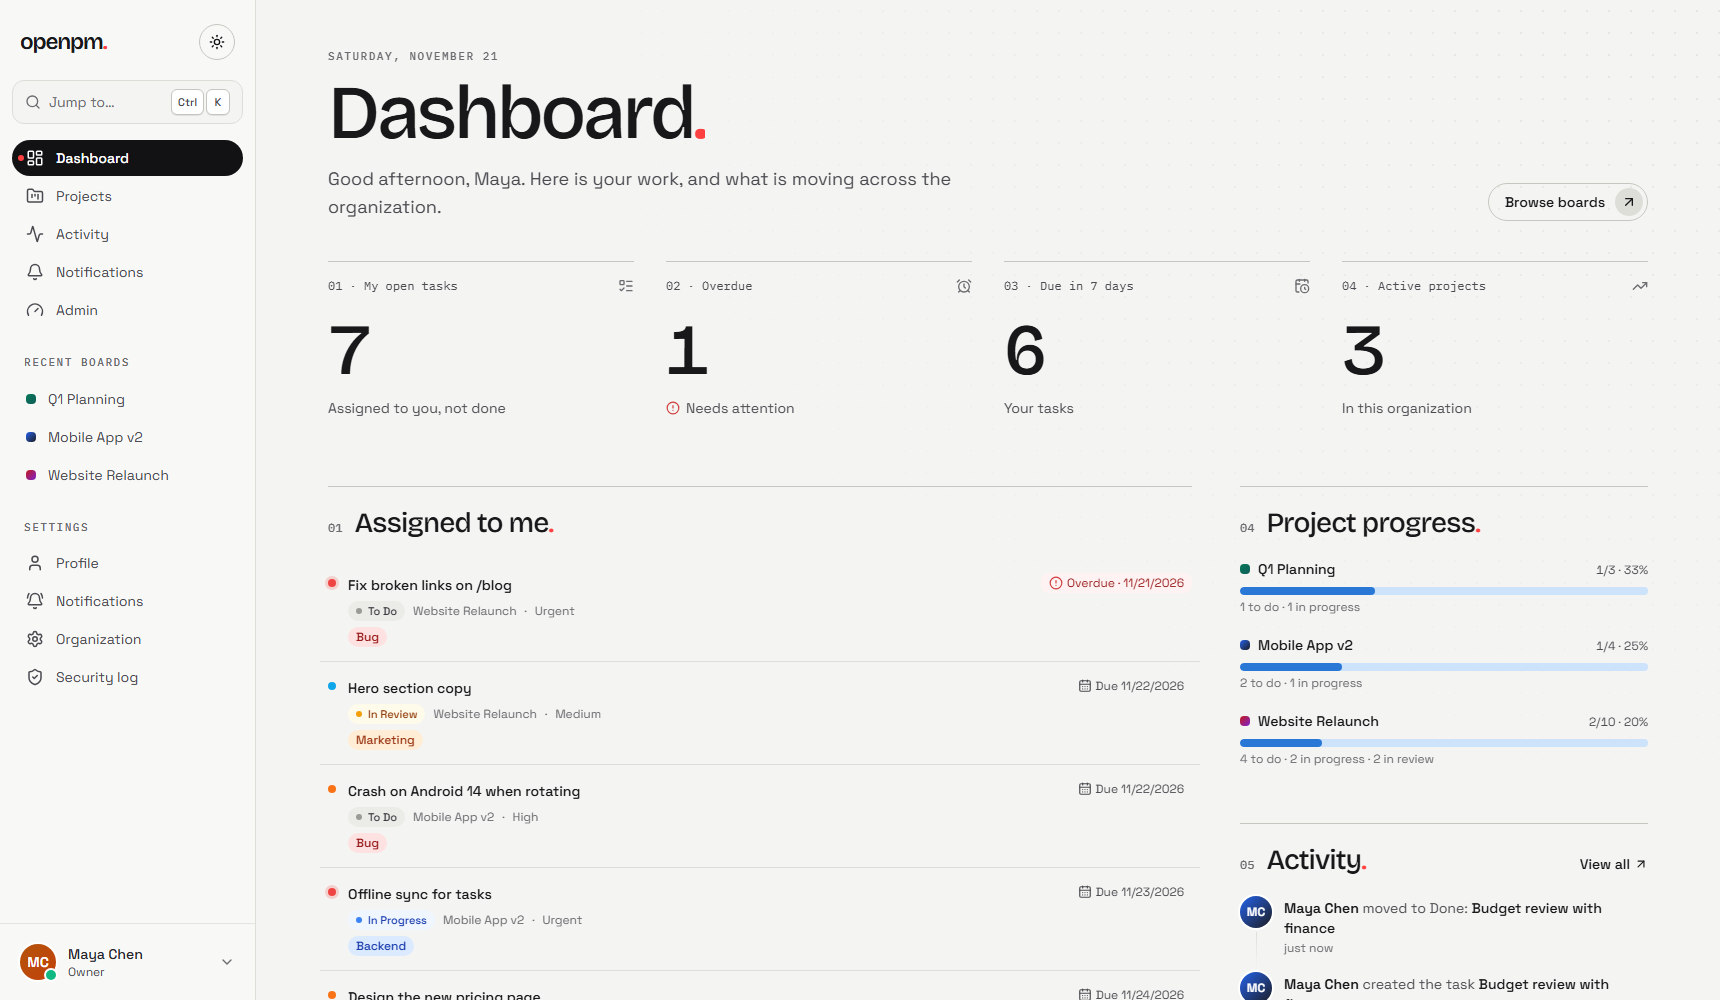 openpm.
Jump to...
Ctrl K
Dashboard
Projects
Activity
Notifications
Admin
RECENT BOARDS
Q1 Planning
Mobile App v2
Website Relaunch
SETTINGS
Profile
Notifications
Organization
Security log
MC
Maya Chen
Owner
SATURDAY, NOVEMBER 21
Dashboard.
Good afternoon, Maya. Here is your work, and what is moving across the
organization.
Browse boards
01 · My open tasks
7
Assigned to you, not done
02 · Overdue
1
Needs attention
03 · Due in 7 days
6
Your tasks
04 · Active projects
3
In this organization
01 Assigned to me.
Fix broken links on /blog
Overdue · 11/21/2026
To Do Website Relaunch · Urgent
Bug
Hero section copy
Due 11/22/2026
In Review Website Relaunch · Medium
Marketing
Crash on Android 14 when rotating
Due 11/22/2026
To Do Mobile App v2 · High
Bug
Offline sync for tasks
Due 11/23/2026
In Progress Mobile App v2 · Urgent
Backend
Design the new pricing page
Due 11/24/2026
04 Project progress.
Q1 Planning 1/3 · 33%
1 to do · 1 in progress
Mobile App v2 1/4 · 25%
2 to do · 1 in progress
Website Relaunch 2/10 · 20%
4 to do · 2 in progress · 2 in review
05 Activity.
View all
MC
Maya Chen moved to Done: Budget review with
finance
just now
MC
Maya Chen created the task Budget review with